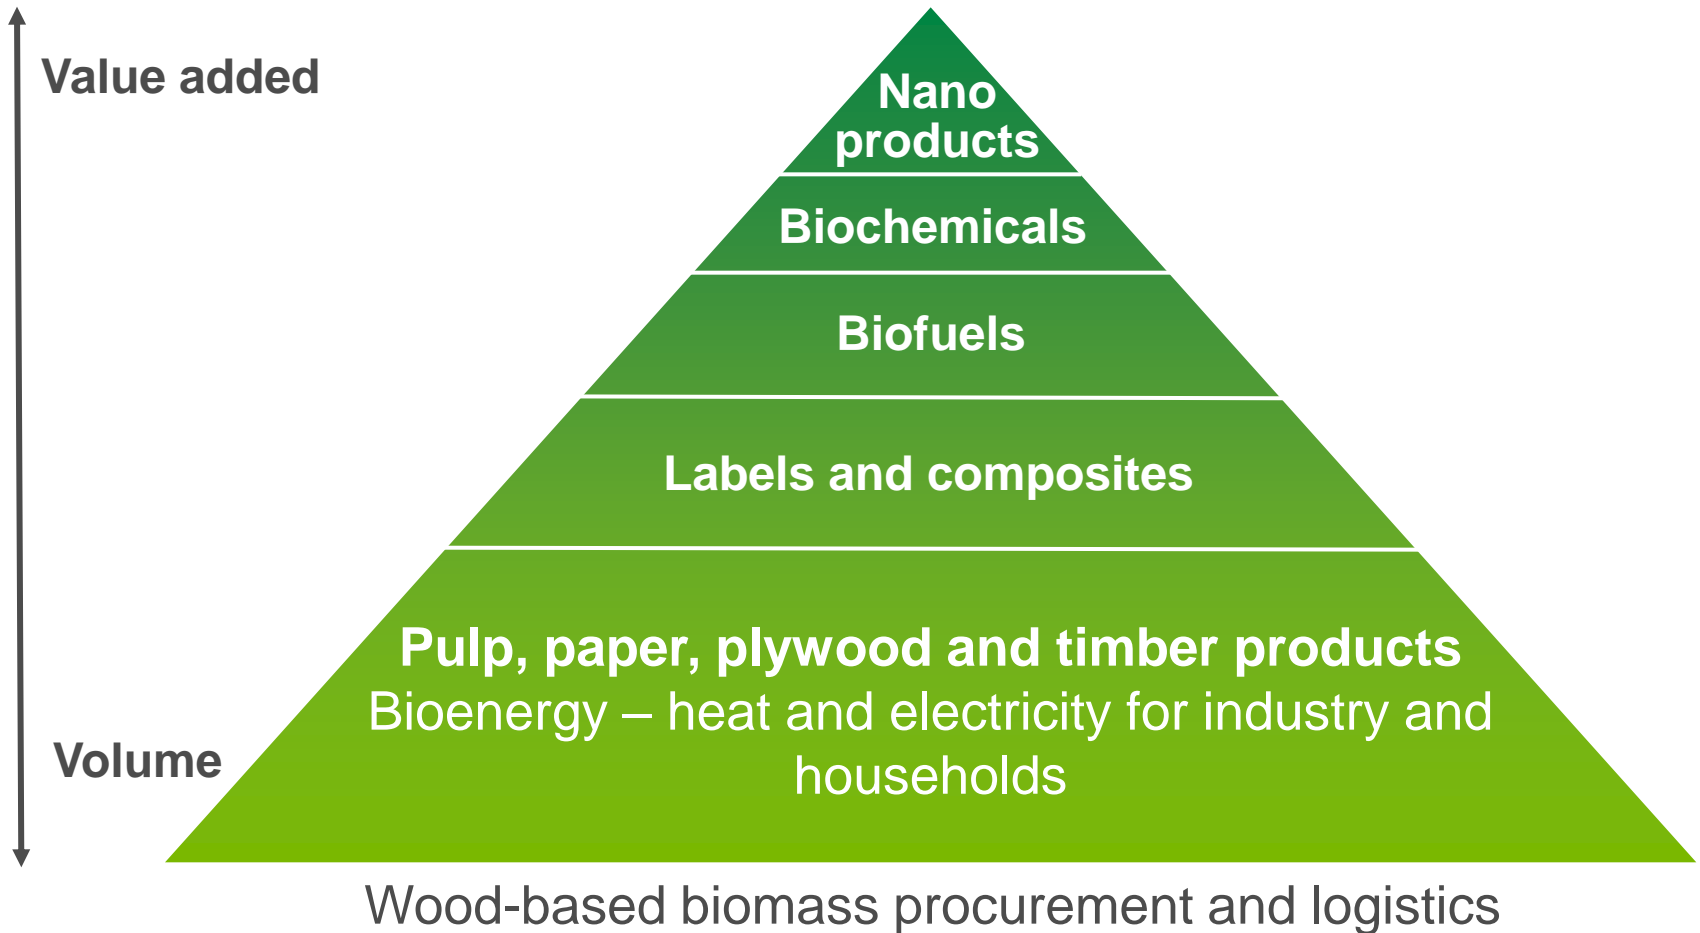 Value added
Nano
products
Biochemicals
Biofuels
Labels and composites
Pulp, paper, plywood and timber products
Bioenergy – heat and electricity for industry and
households
Volume
Wood-based biomass procurement and logistics